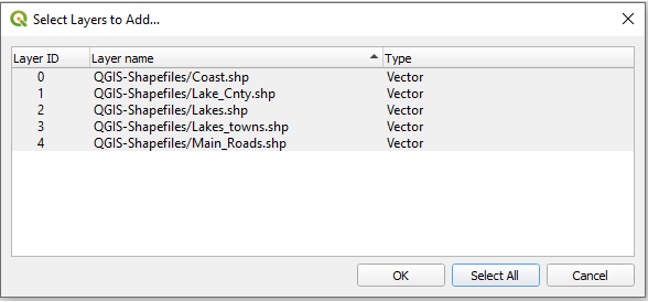 Select Layers to Add...
Layer ID Layer name Type
0 QGIS-Shapefiles/Coast.shp Vector
1 QGIS-Shapefiles/Lake_Cnty.shp Vector
2 QGIS-Shapefiles/Lakes.shp Vector
3 QGIS-Shapefiles/Lakes_towns.shp Vector
4 QGIS-Shapefiles/Main_Roads.shp Vector
OK Select All Cancel